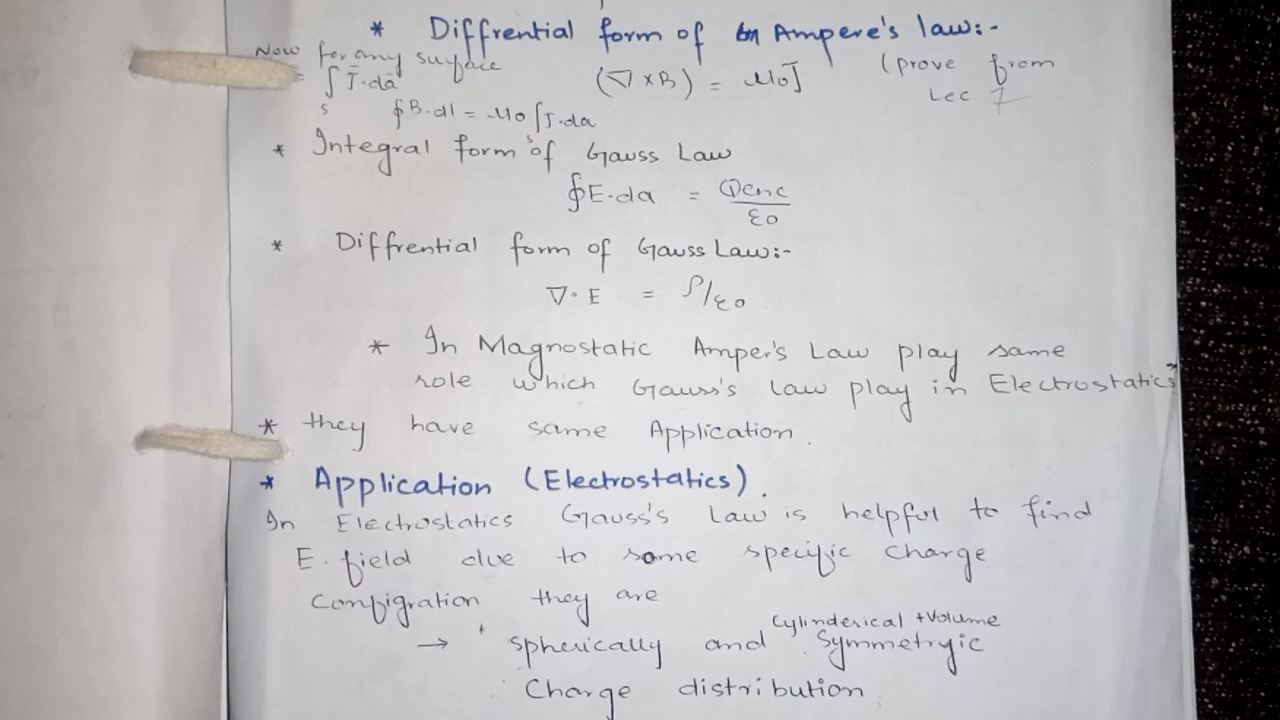 * Diffrential form of Ampere's law:-
Now for any surface
(∇ × B) = μ0J
(prove from
Lec 7
= ∫ J̄·da
s
∮B·dl = μ0 ∫J·da
s
* Integral form of Gauss Law
∮E·da = Qenc/ε0
* Diffrential form of Gauss Law:-
∇·E = ρ/ε0
* In Magnostatic Amper's Law play same
role which Gauss's law play in Electrostatics
* they have same Application.
* Application (Electrostatics).
In Electrostatics Gauss's Law is helpful to find
E. field due to some specific charge
Configration they are
Cylinderical +Volume
→ spherically and Symmetryic
Charge distribution